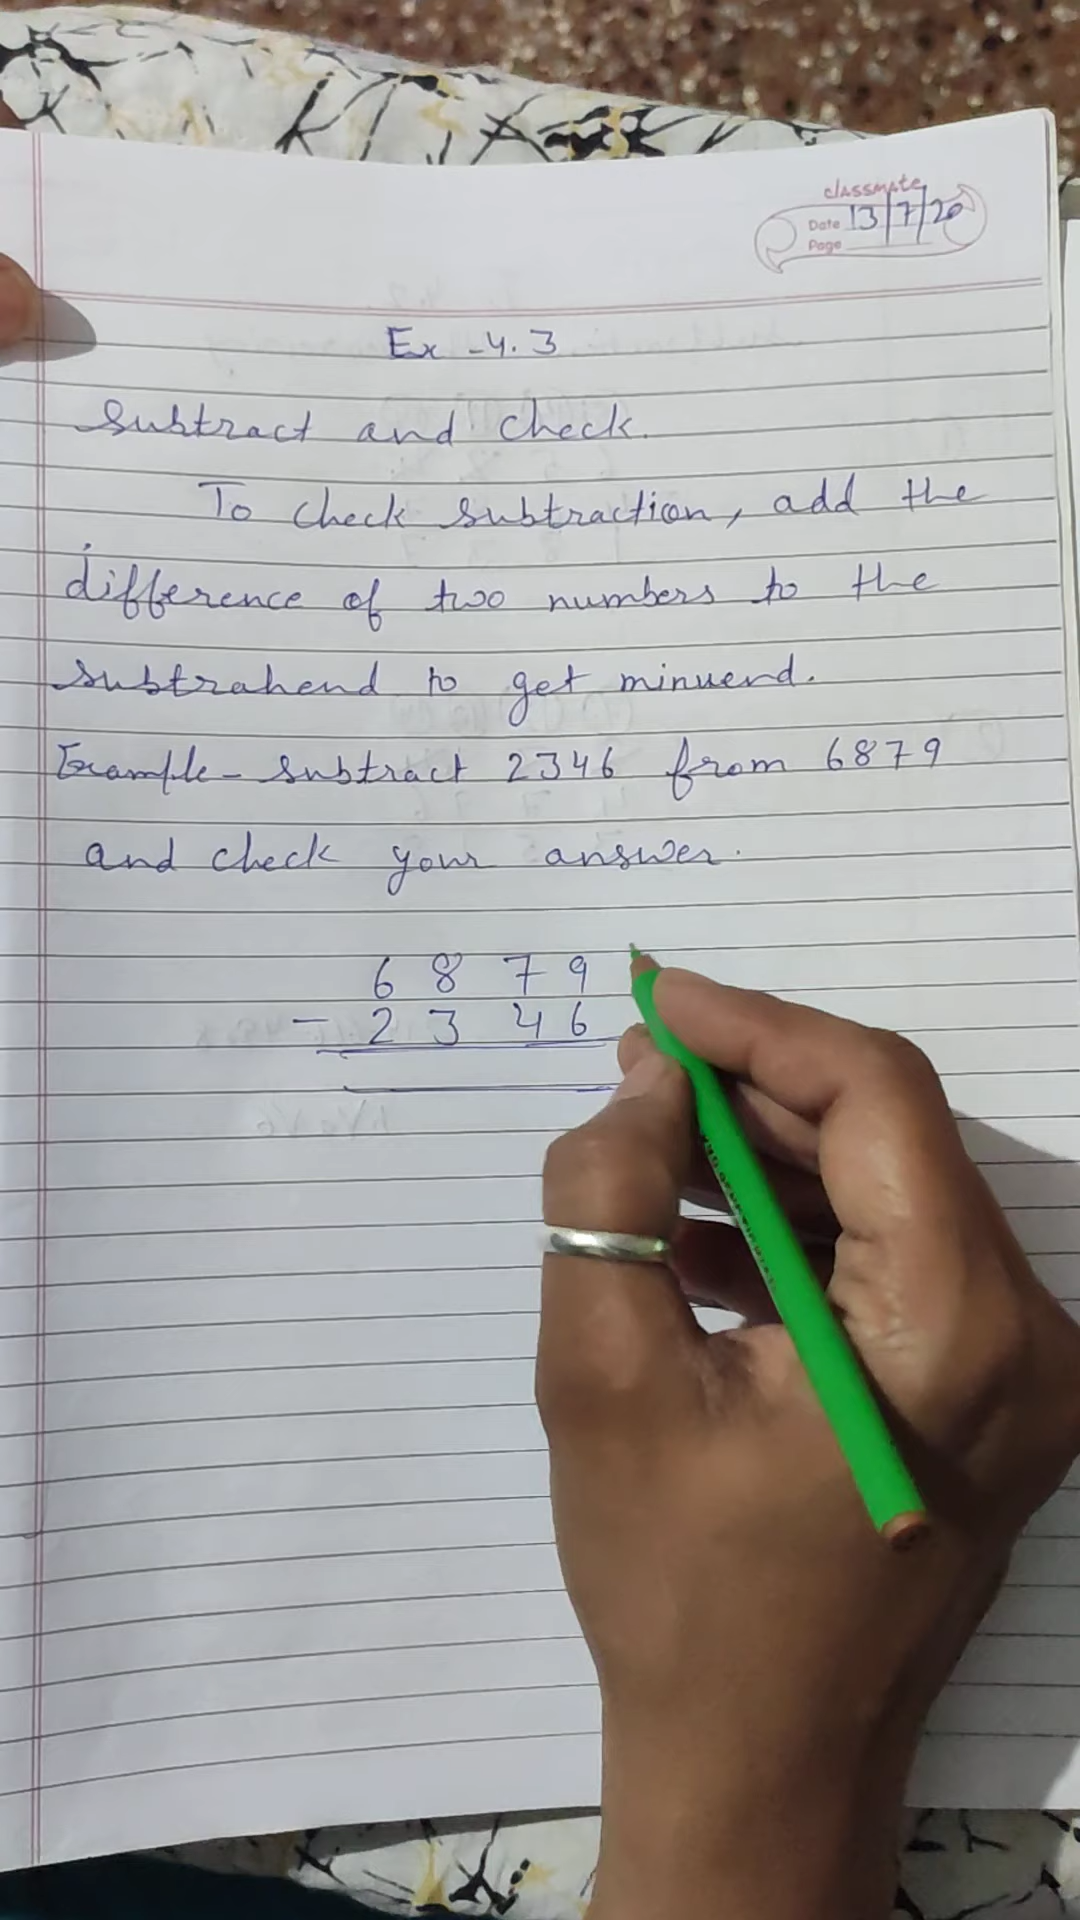 classmate
Date 13/7/20
Page
Ex - 4.3
Subtract and check.
To check subtraction, add the
difference of two numbers to the
subtrahend to get minuend.
Example - subtract 2346 from 6879
and check your answer.
6 8 7 9
- 2 3 4 6